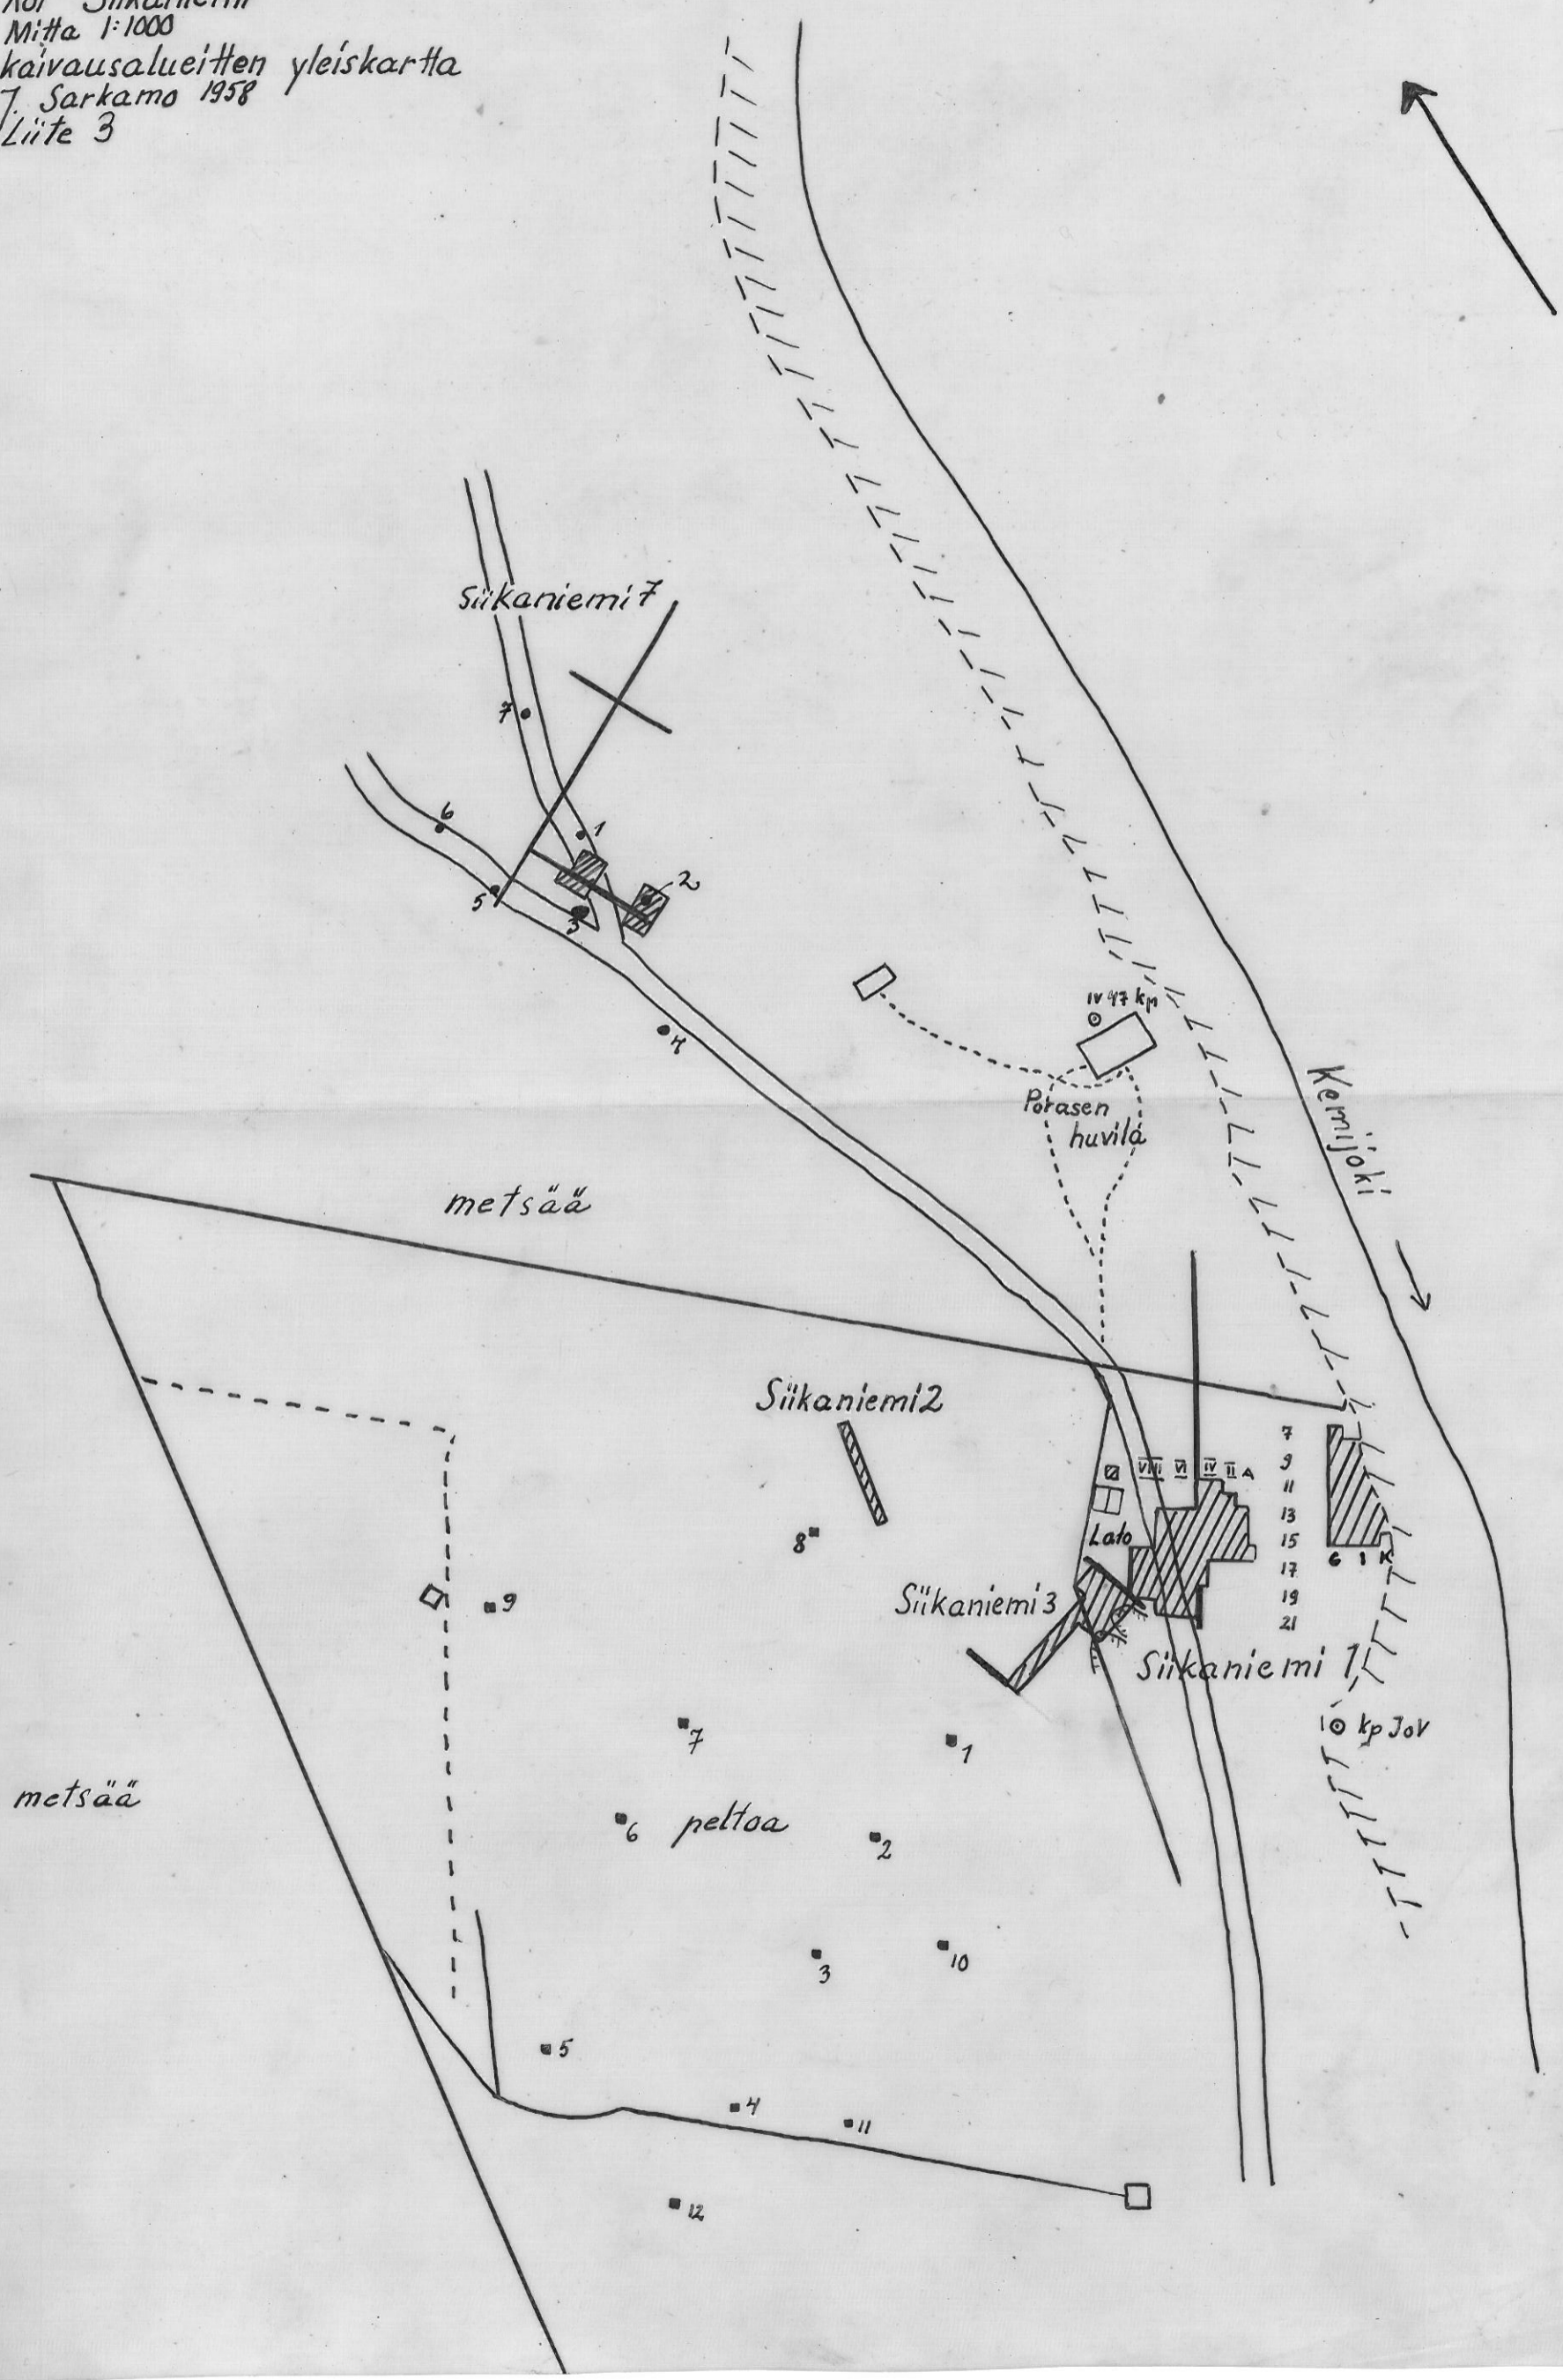 Mitta 1:1000
kaivausalueitten yleiskartta
J. Sarkamo 1958
Liite 3
Siikaniemi 7
7
6
1
2
5
3
4
IV 47 kp
Porasen
huvila
Kemijoki
metsää
Siikaniemi 2
7
9
11
13
15
17
19
21
VIII VI IV II A
Lato
G I K
8
9
Siikaniemi 3
Siikaniemi 1
kp Jov
7
1
metsää
6
peltoa
2
3
10
5
4
11
12